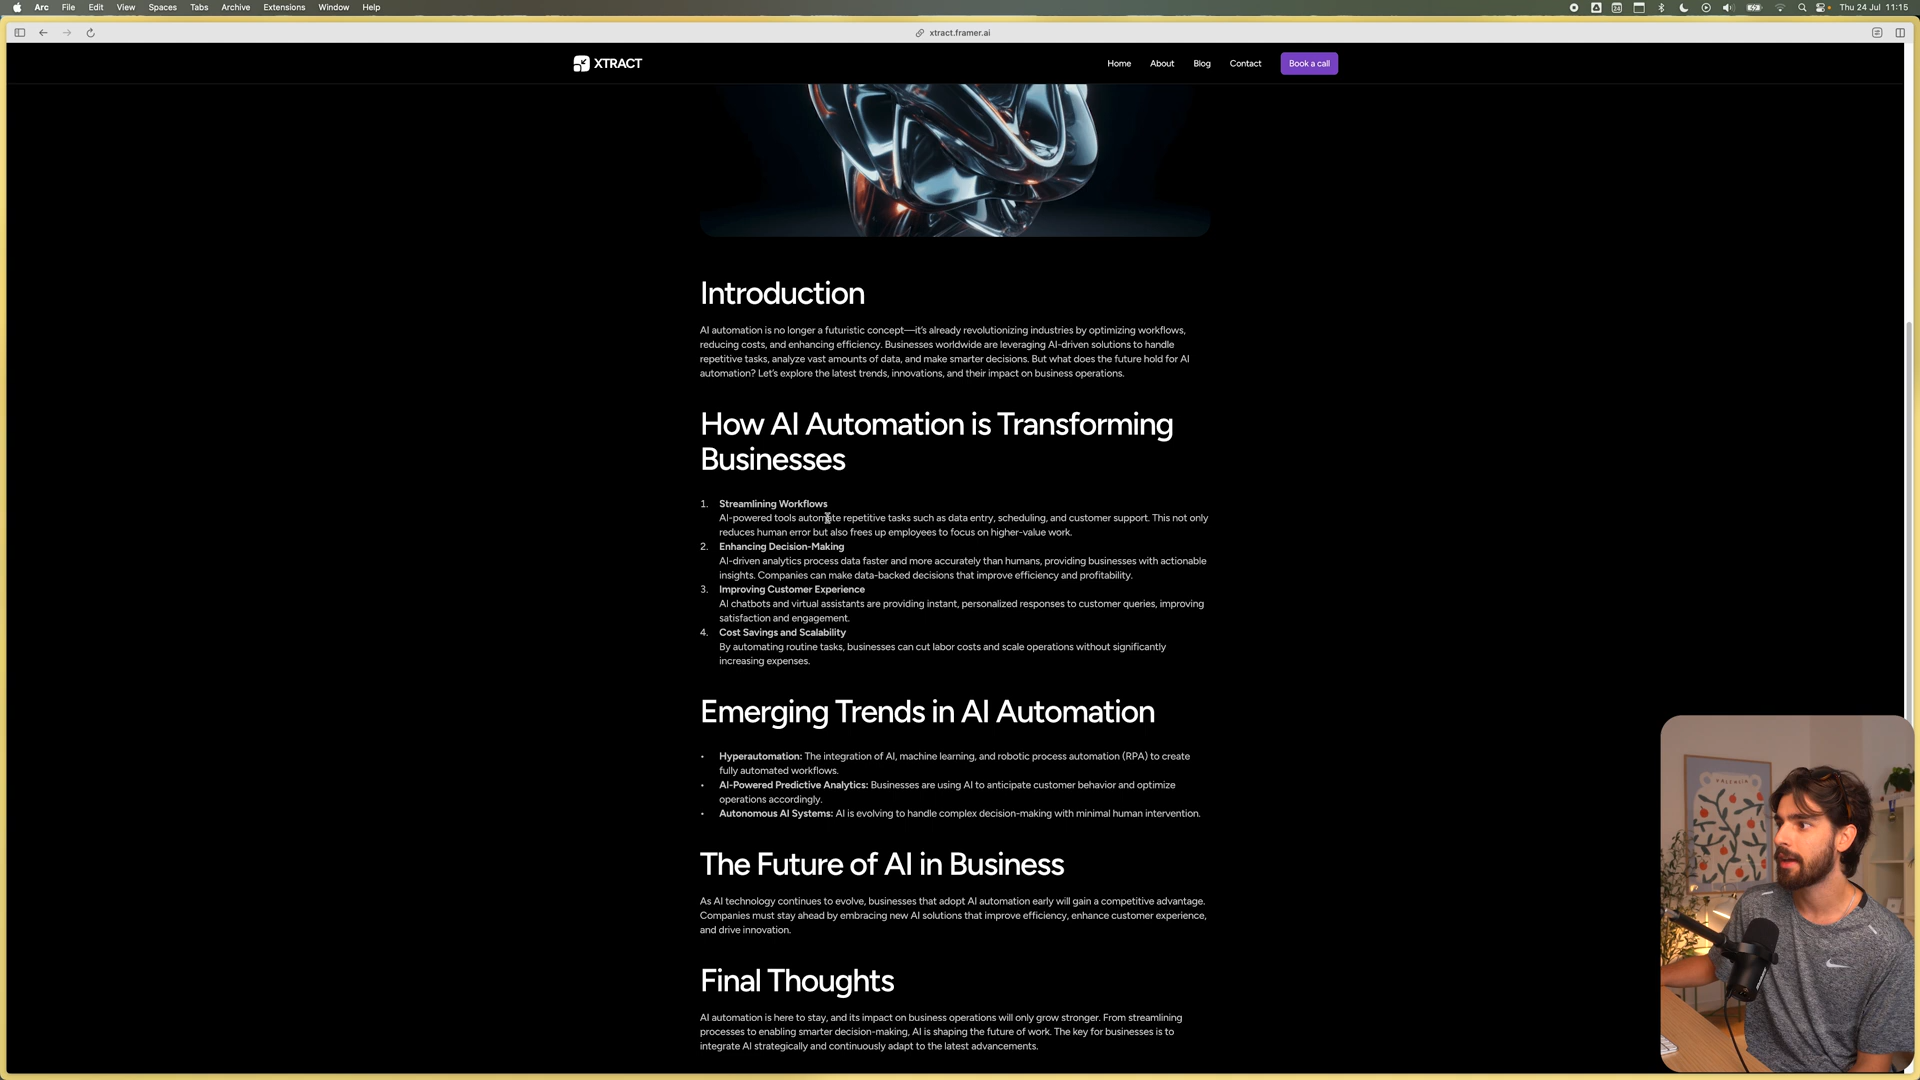 Arc File Edit View Spaces Tabs Archive Extensions Window Help
24
Thu 24 Jul 11:15
xtract.framer.ai
XTRACT
Home About Blog Contact Book a call
Introduction
AI automation is no longer a futuristic concept—it's already revolutionizing industries by optimizing workflows,
reducing costs, and enhancing efficiency. Businesses worldwide are leveraging AI-driven solutions to handle
repetitive tasks, analyze vast amounts of data, and make smarter decisions. But what does the future hold for AI
automation? Let's explore the latest trends, innovations, and their impact on business operations.
How AI Automation is Transforming
Businesses
1. Streamlining Workflows
AI-powered tools automate repetitive tasks such as data entry, scheduling, and customer support. This not only
reduces human error but also frees up employees to focus on higher-value work.
2. Enhancing Decision-Making
AI-driven analytics process data faster and more accurately than humans, providing businesses with actionable
insights. Companies can make data-backed decisions that improve efficiency and profitability.
3. Improving Customer Experience
AI chatbots and virtual assistants are providing instant, personalized responses to customer queries, improving
satisfaction and engagement.
4. Cost Savings and Scalability
By automating routine tasks, businesses can cut labor costs and scale operations without significantly
increasing expenses.
Emerging Trends in AI Automation
• Hyperautomation: The integration of AI, machine learning, and robotic process automation (RPA) to create
fully automated workflows.
• AI-Powered Predictive Analytics: Businesses are using AI to anticipate customer behavior and optimize
operations accordingly.
• Autonomous AI Systems: AI is evolving to handle complex decision-making with minimal human intervention.
The Future of AI in Business
As AI technology continues to evolve, businesses that adopt AI automation early will gain a competitive advantage.
Companies must stay ahead by embracing new AI solutions that improve efficiency, enhance customer experience,
and drive innovation.
Final Thoughts
AI automation is here to stay, and its impact on business operations will only grow stronger. From streamlining
processes to enabling smarter decision-making, AI is shaping the future of work. The key for businesses is to
integrate AI strategically and continuously adapt to the latest advancements.
VALENCIA